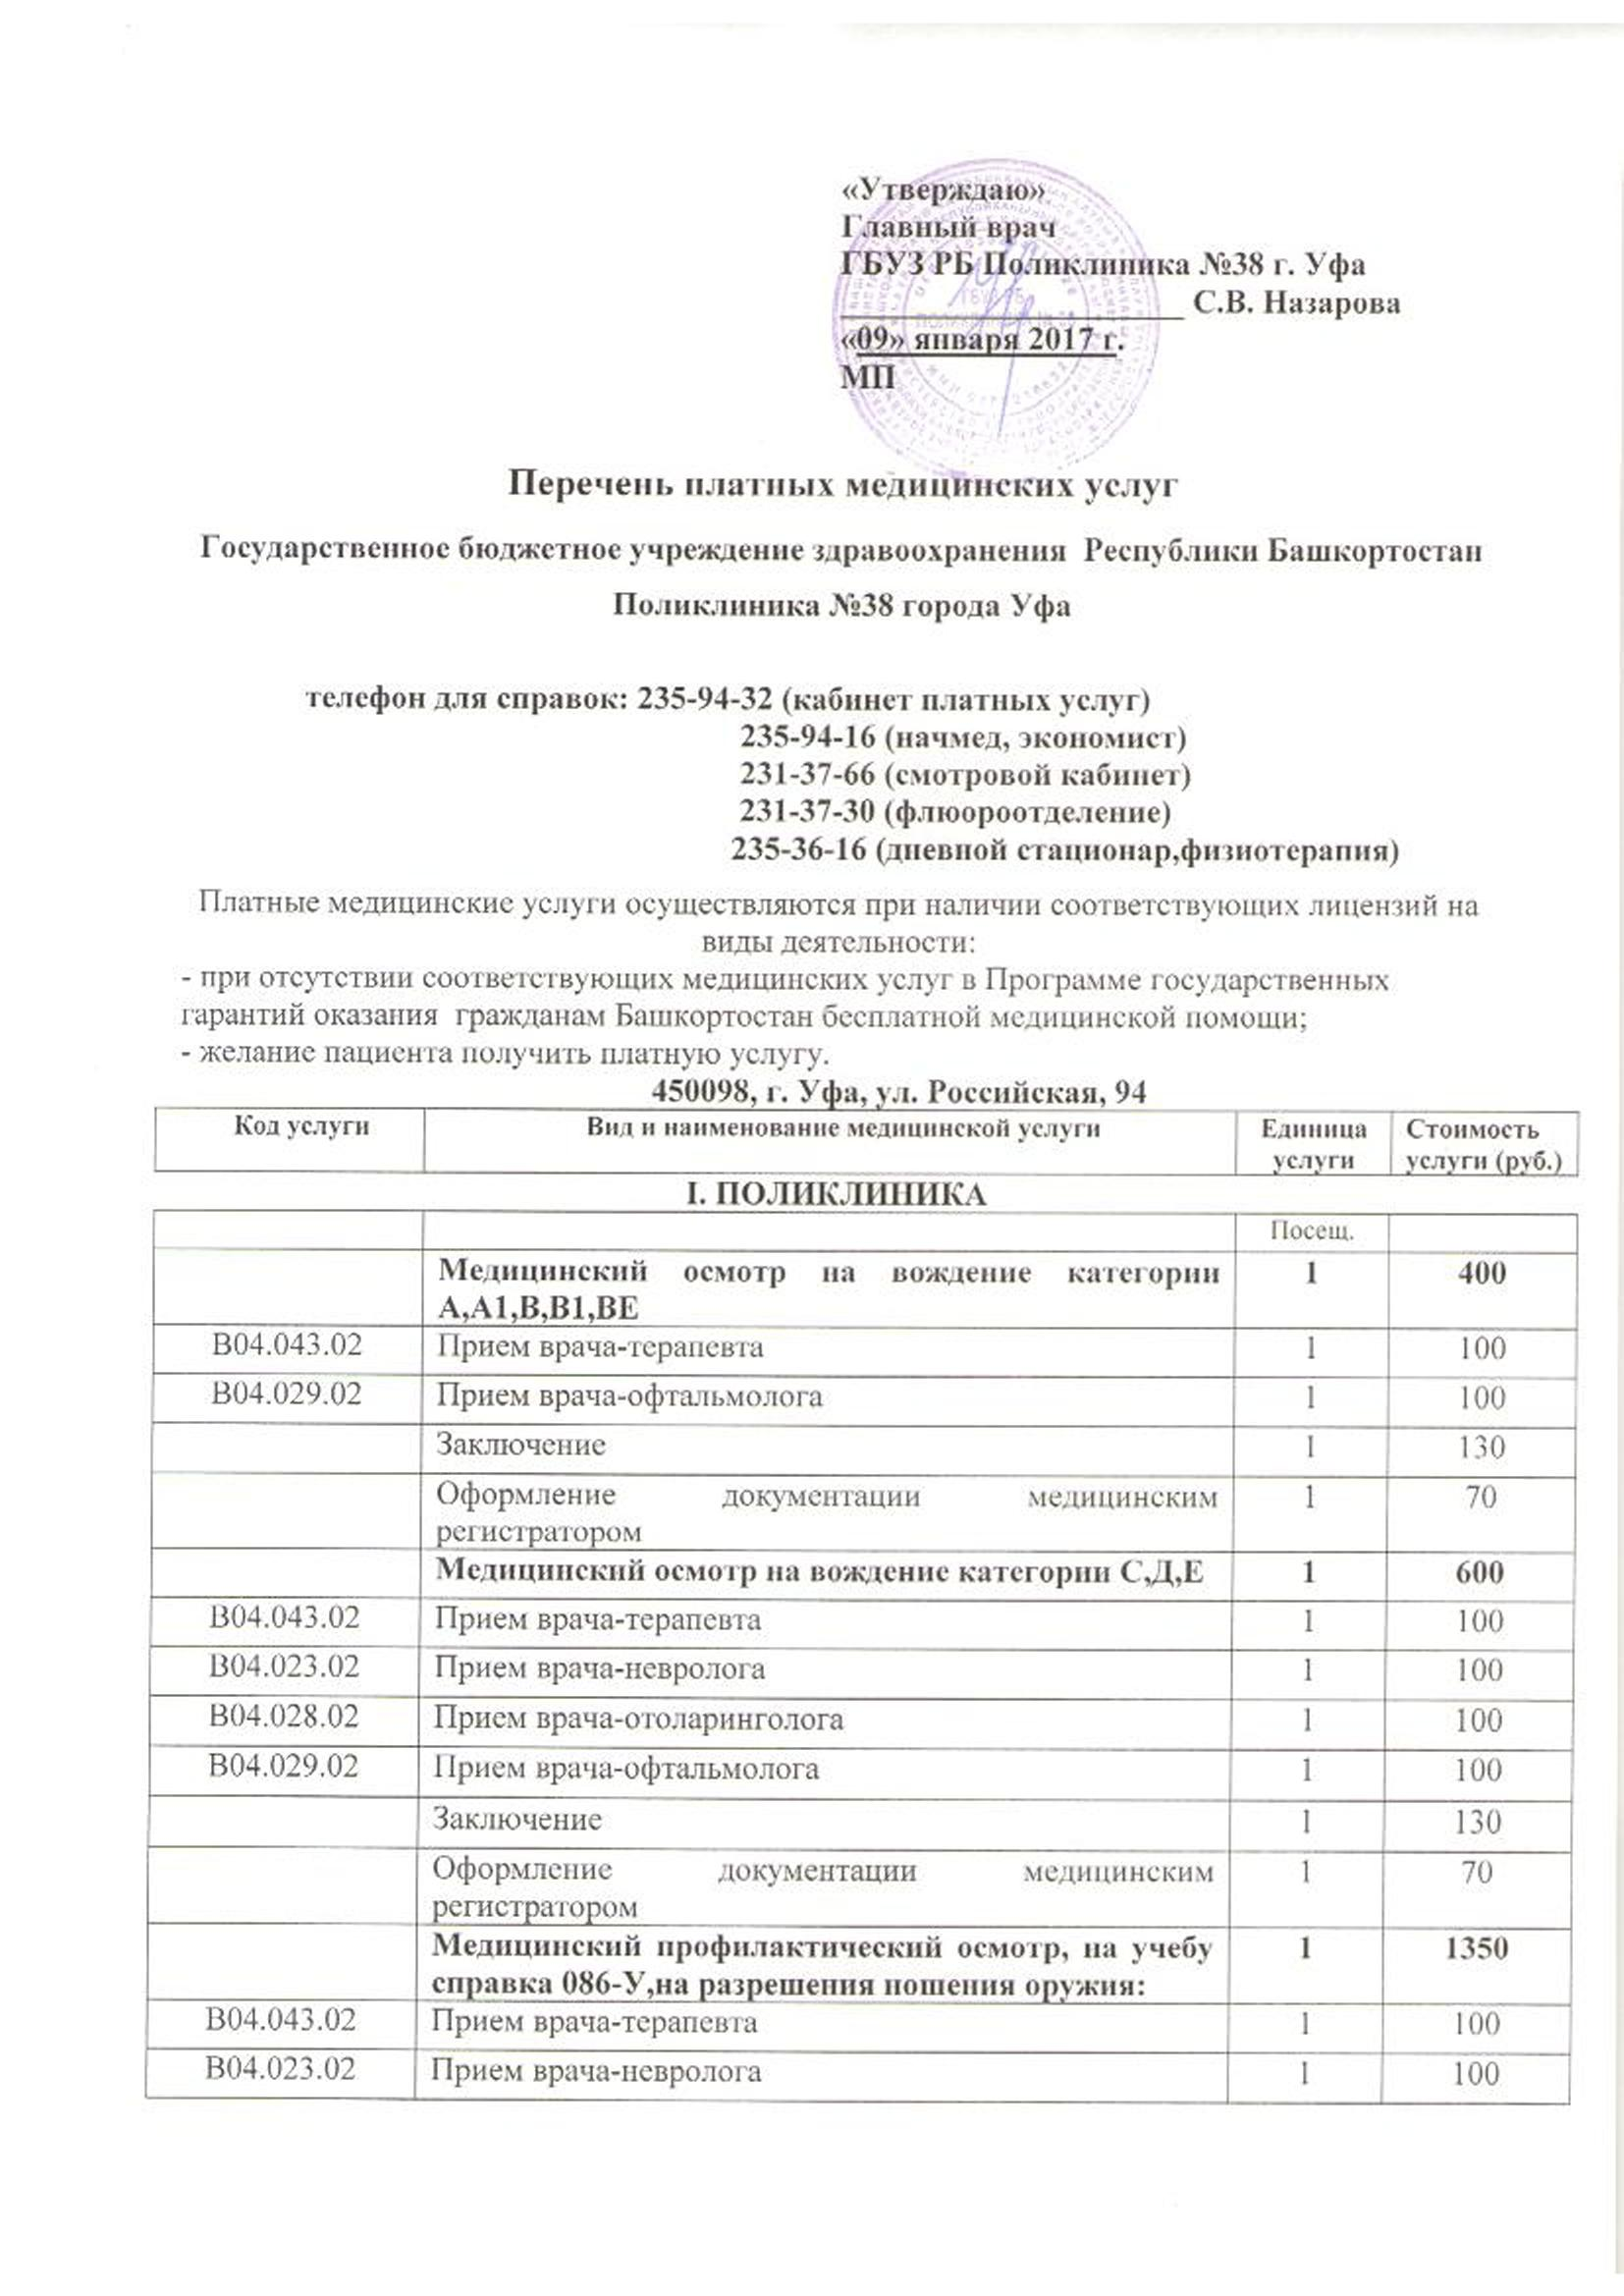 «Утверждаю»
Главный врач
ГБУЗ РБ Поликлиника №38 г. Уфа
____________________ С.В. Назарова
«09» января 2017 г.
МП
Перечень платных медицинских услуг
Государственное бюджетное учреждение здравоохранения Республики Башкортостан
Поликлиника №38 города Уфа
телефон для справок: 235-94-32 (кабинет платных услуг)
235-94-16 (начмед, экономист)
231-37-66 (смотровой кабинет)
231-37-30 (флюороотделение)
235-36-16 (дневной стационар,физиотерапия)
Платные медицинские услуги осуществляются при наличии соответствующих лицензий на
виды деятельности:
- при отсутствии соответствующих медицинских услуг в Программе государственных
гарантий оказания гражданам Башкортостан бесплатной медицинской помощи;
- желание пациента получить платную услугу.
450098, г. Уфа, ул. Российская, 94
Код услуги Вид и наименование медицинской услуги Единица Стоимость
услуги услуги (руб.)
I. ПОЛИКЛИНИКА
Посещ.
Медицинский осмотр на вождение категории 1 400
А,А1,В,В1,ВЕ
В04.043.02 Прием врача-терапевта 1 100
В04.029.02 Прием врача-офтальмолога 1 100
Заключение 1 130
Оформление документации медицинским 1 70
регистратором
Медицинский осмотр на вождение категории С,Д,Е 1 600
В04.043.02 Прием врача-терапевта 1 100
В04.023.02 Прием врача-невролога 1 100
В04.028.02 Прием врача-отоларинголога 1 100
В04.029.02 Прием врача-офтальмолога 1 100
Заключение 1 130
Оформление документации медицинским 1 70
регистратором
Медицинский профилактический осмотр, на учебу 1 1350
справка 086-У,на разрешения ношения оружия:
В04.043.02 Прием врача-терапевта 1 100
В04.023.02 Прием врача-невролога 1 100